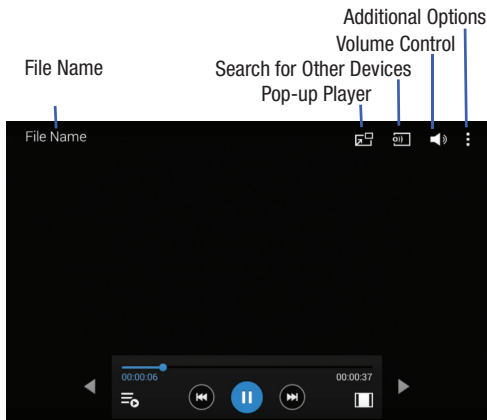 Additional Options
Volume Control
File Name
Search for Other Devices
Pop-up Player
File Name
00:00:06
00:00:37